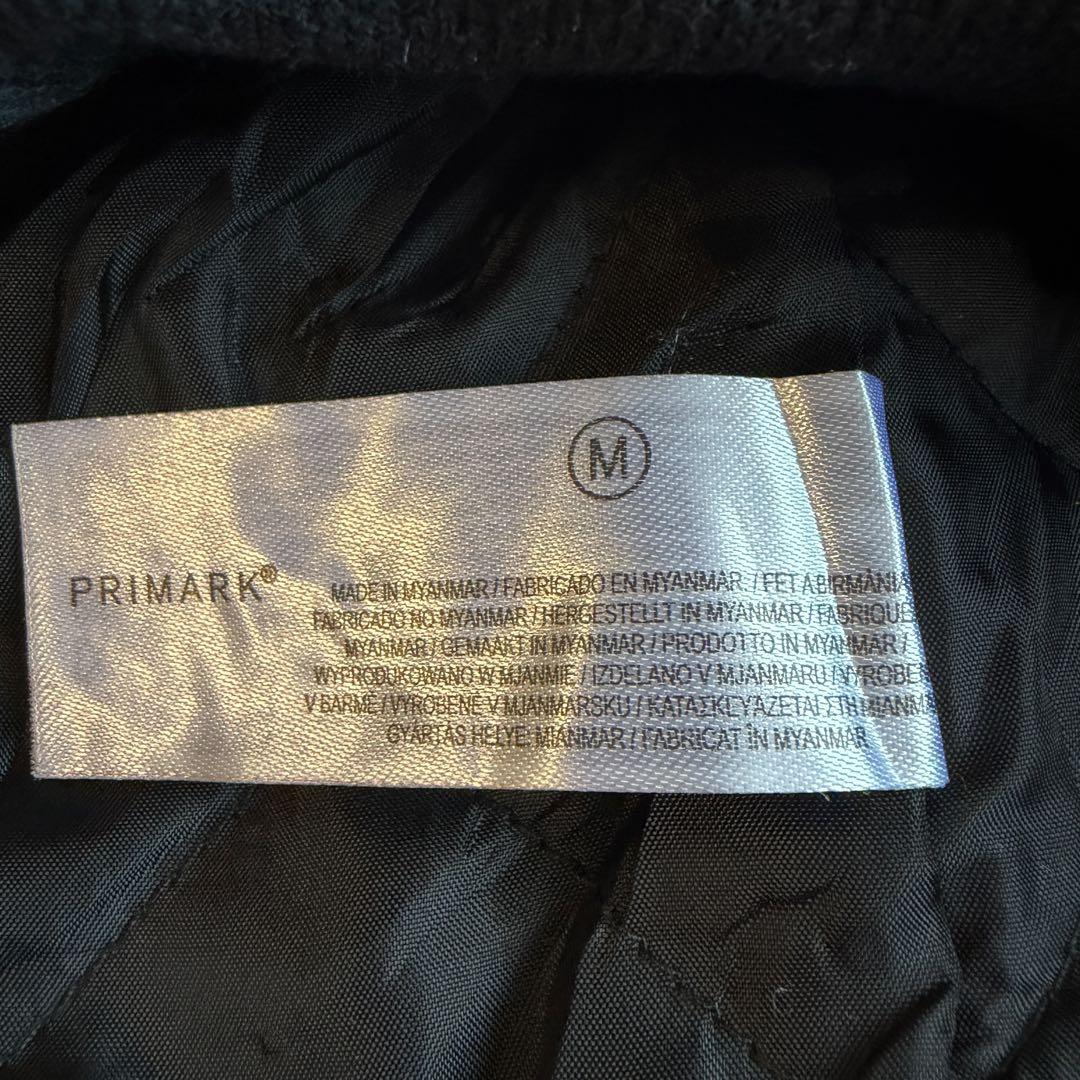 M
PRIMARK®
MADE IN MYANMAR / FABRICADO EN MYANMAR / FET A BIRMÀNIA
FABRICADO NO MYANMAR / HERGESTELLT IN MYANMAR / FABRIQUÉ
MYANMAR / GEMAAKT IN MYANMAR / PRODOTTO IN MYANMAR /
WYPRODUKOWANO W MJANMIE / IZDELANO V MJANMARU / VYROBE
V BARMĚ / VYROBENÉ V MJANMARSKU / ΚΑΤΑΣΚΕΥΑΖΕΤΑΙ ΣΤΗ ΜΙΑΝΜ
GYÁRTÁS HELYE: MIANMAR / FABRICAT ÎN MYANMAR